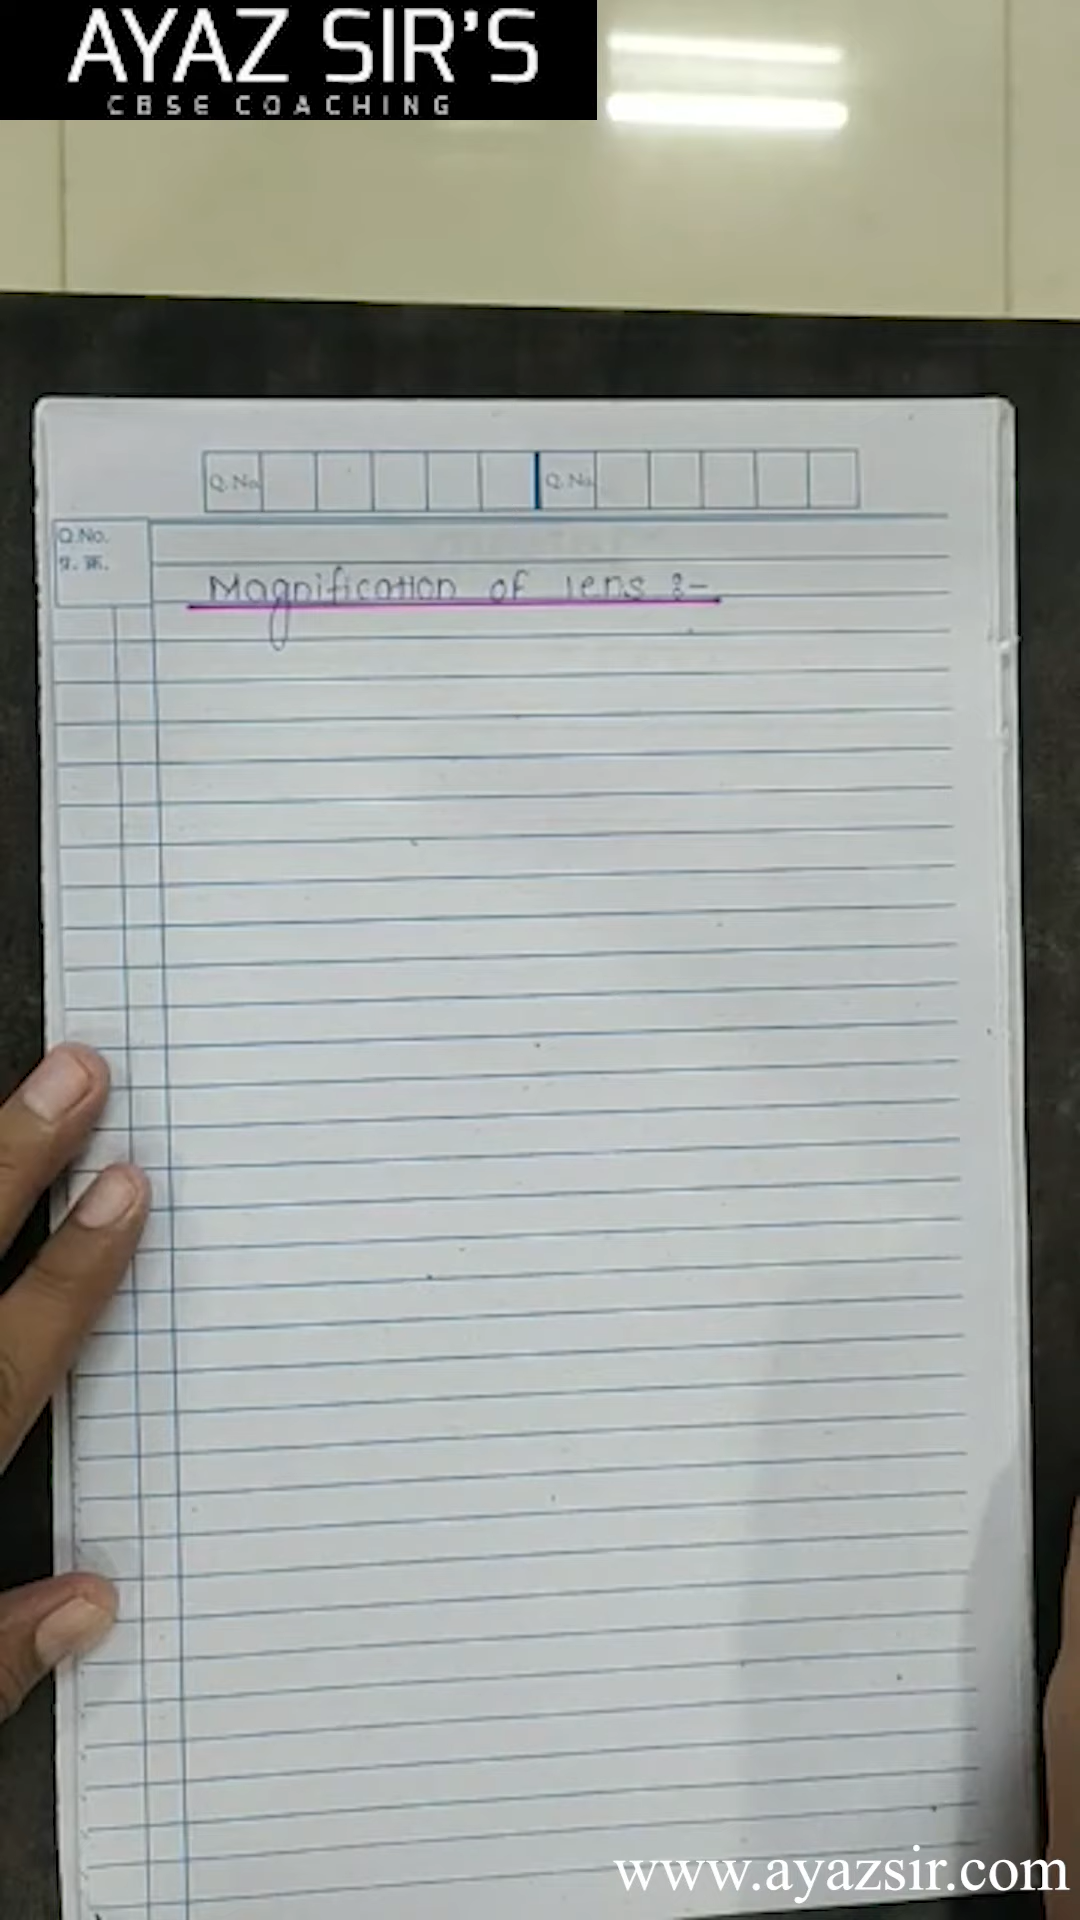 AYAZ SIR'S
CBSE COACHING
Q.No. Q.No.
Q.No.
प्र. क्र.
Magnification of lens :-
www.ayazsir.com